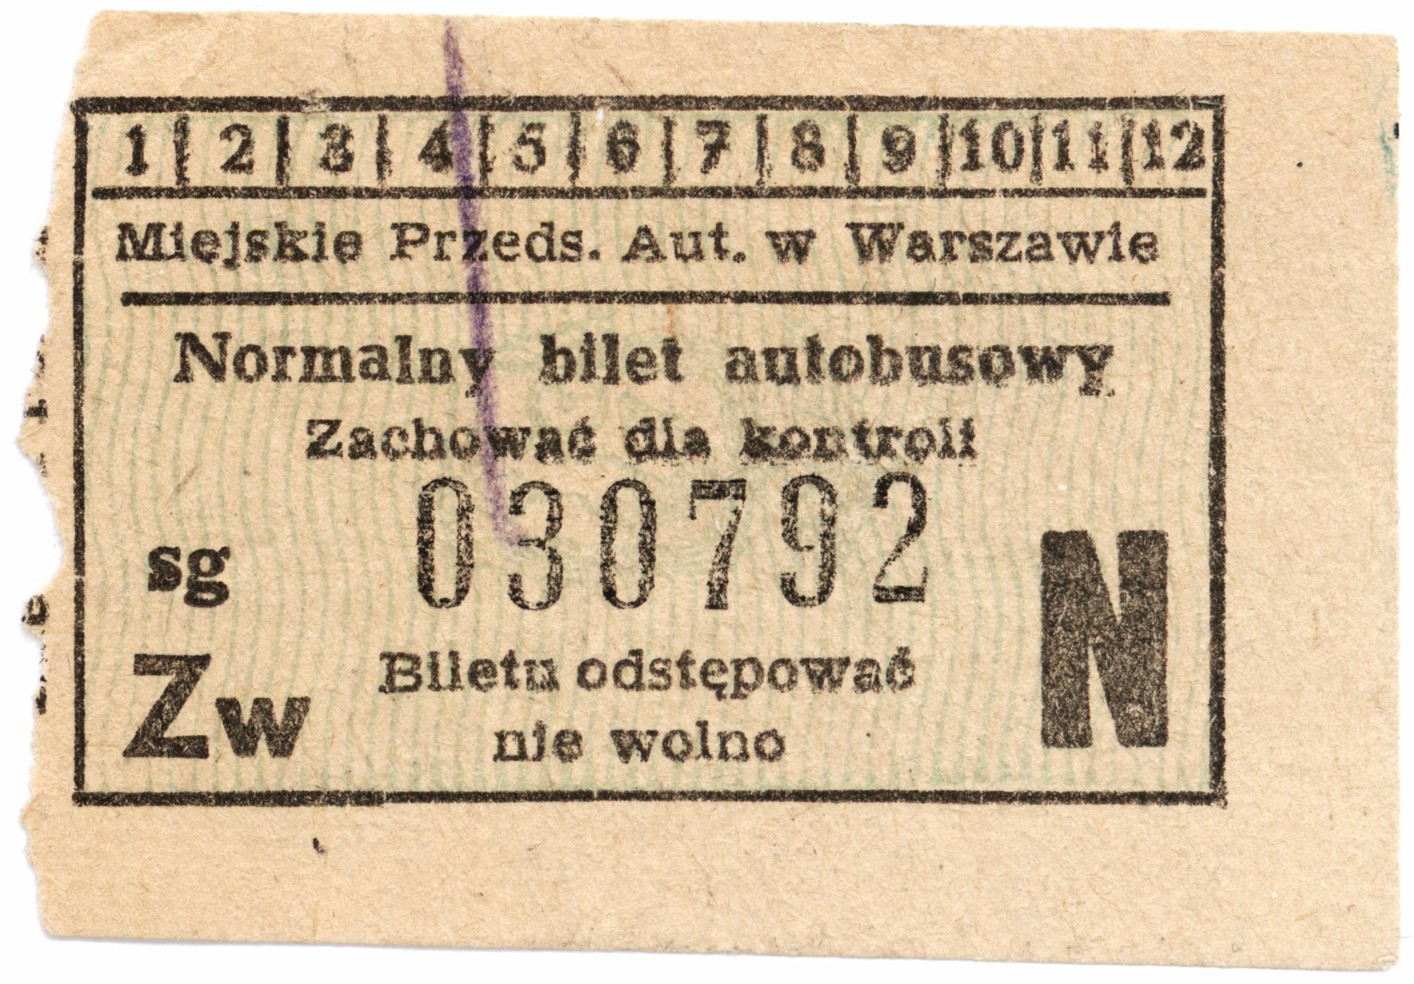 1 2 3 4 5 6 7 8 9 10 11 12
Miejskie Przeds. Aut. w Warszawie
Normalny bilet autobusowy
Zachować dla kontroli
030792
sg
N
Zw
Biletu odstępować
nie wolno